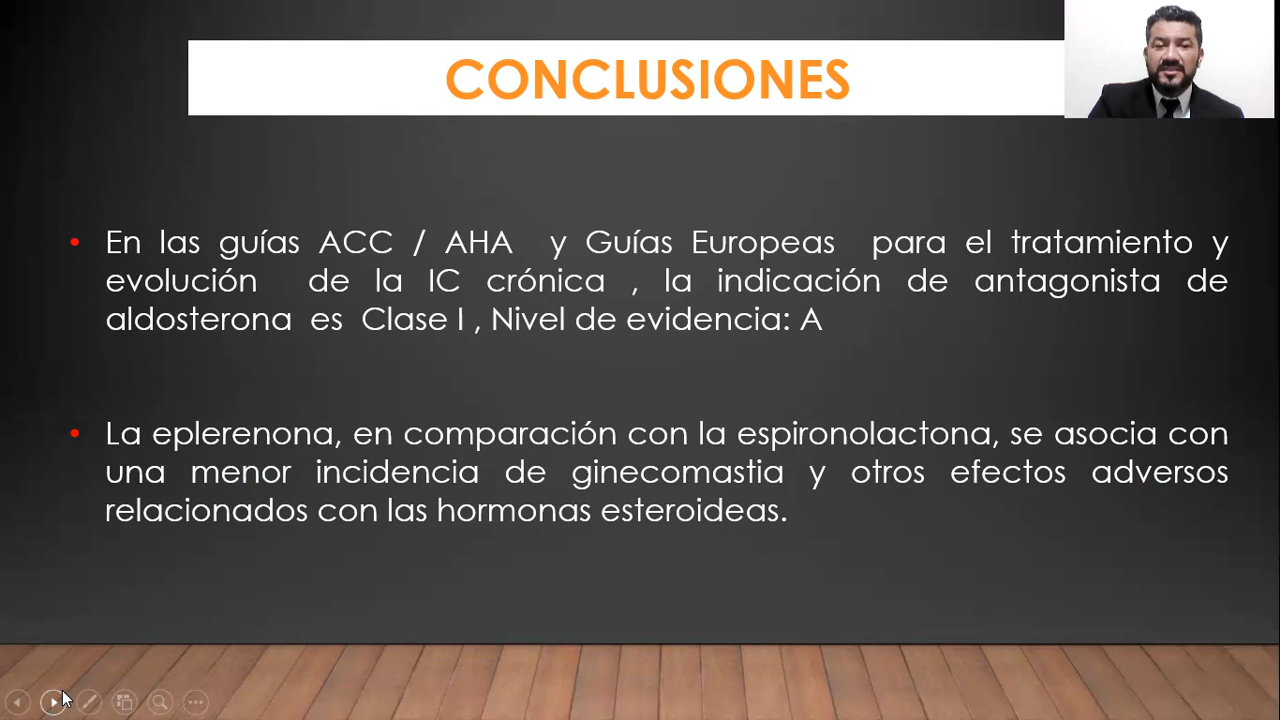 CONCLUSIONES
• En las guías ACC / AHA y Guías Europeas para el tratamiento y
evolución de la IC crónica , la indicación de antagonista de
aldosterona es Clase I , Nivel de evidencia: A
• La eplerenona, en comparación con la espironolactona, se asocia con
una menor incidencia de ginecomastia y otros efectos adversos
relacionados con las hormonas esteroideas.